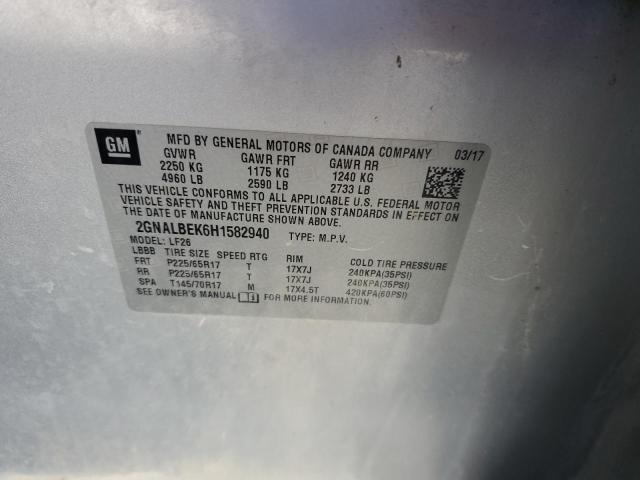 GM MFD BY GENERAL MOTORS OF CANADA COMPANY 03/17
GVWR GAWR FRT GAWR RR
2250 KG 1175 KG 1240 KG
4960 LB 2590 LB 2733 LB
THIS VEHICLE CONFORMS TO ALL APPLICABLE U.S. FEDERAL MOTOR
VEHICLE SAFETY, BUMPER, AND THEFT PREVENTION STANDARDS IN EFFECT ON
THE DATE OF MANUFACTURE SHOWN ABOVE.
2GNALBEK6H1582940 TYPE: M.P.V.
MODEL: LF26
LBBB TIRE SIZE SPEED RTG RIM COLD TIRE PRESSURE
FRT P225/65R17 T 17X7J 240KPA(35PSI)
RR P225/65R17 T 17X7J 240KPA(35PSI)
SPA T145/70R17 M 17X4.5T 420KPA(60PSI)
SEE OWNER'S MANUAL FOR MORE INFORMATION.